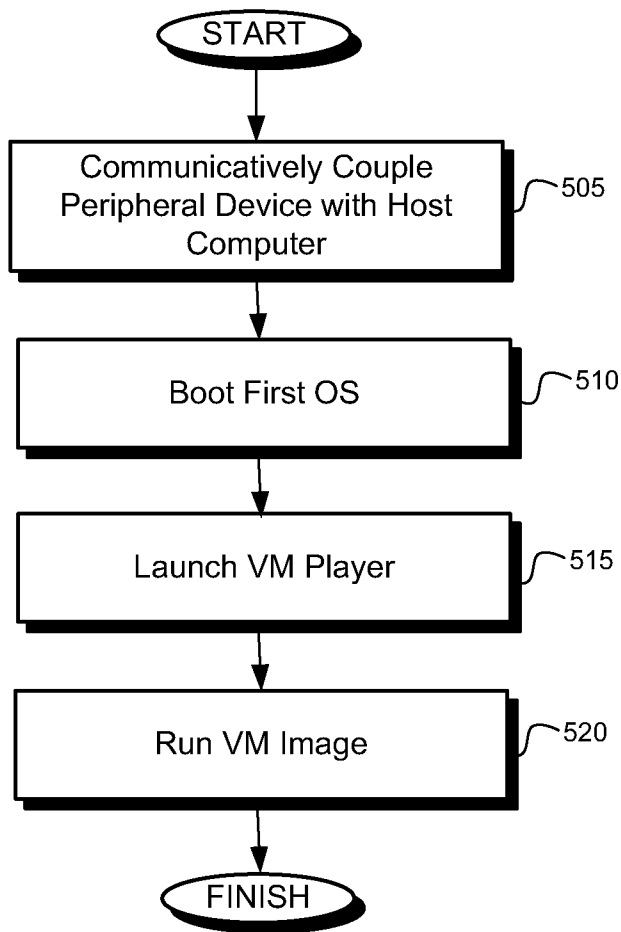 START
Communicatively Couple
Peripheral Device with Host
Computer
505
Boot First OS
510
Launch VM Player
515
Run VM Image
520
FINISH